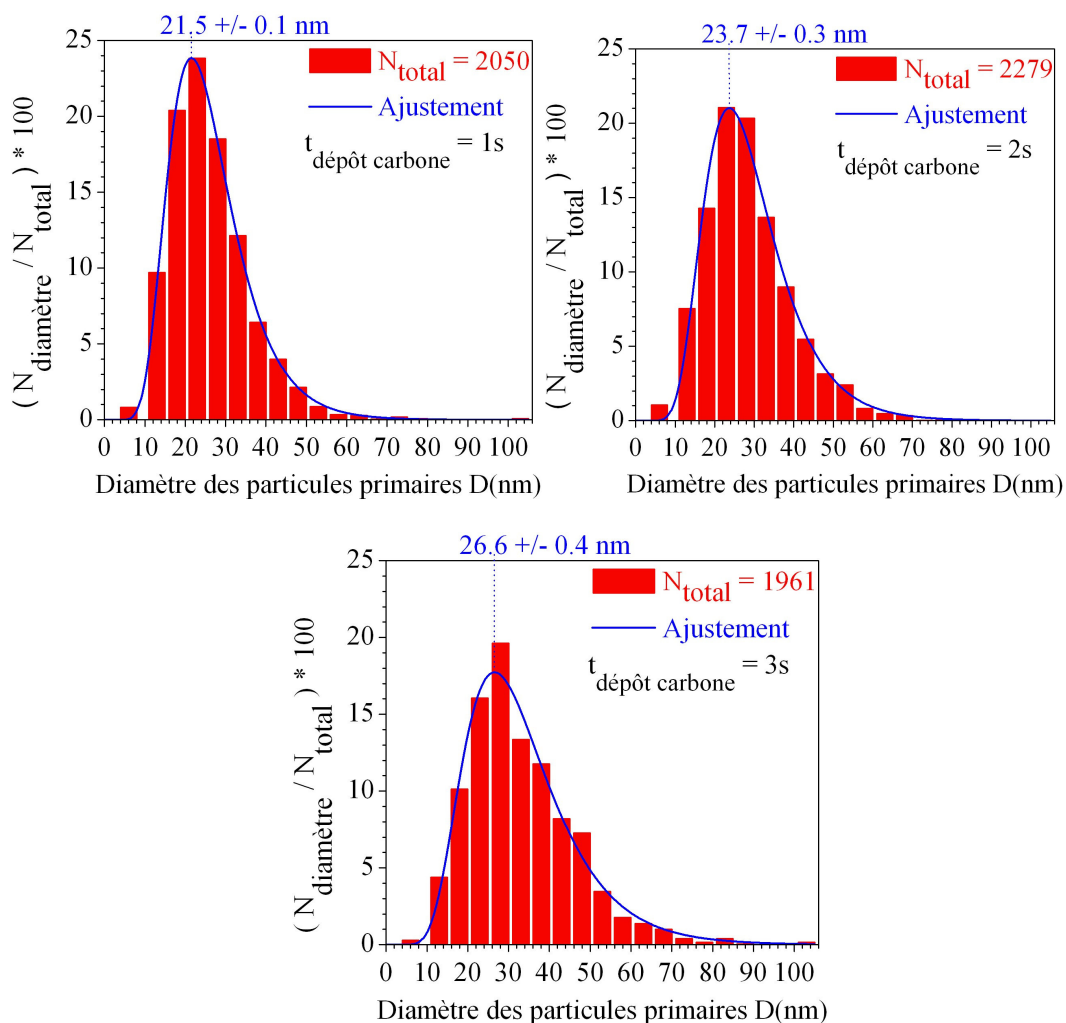 21.5 +/- 0.1 nm
N_total = 2050
Ajustement
t_dépôt carbone = 1s
( N_diamètre / N_total ) * 100
25
20
15
10
5
0
0 10 20 30 40 50 60 70 80 90 100
Diamètre des particules primaires D(nm)
23.7 +/- 0.3 nm
N_total = 2279
Ajustement
t_dépôt carbone = 2s
( N_diamètre / N_total ) * 100
25
20
15
10
5
0
0 10 20 30 40 50 60 70 80 90 100
Diamètre des particules primaires D(nm)
26.6 +/- 0.4 nm
N_total = 1961
Ajustement
t_dépôt carbone = 3s
( N_diamètre / N_total ) * 100
25
20
15
10
5
0
0 10 20 30 40 50 60 70 80 90 100
Diamètre des particules primaires D(nm)